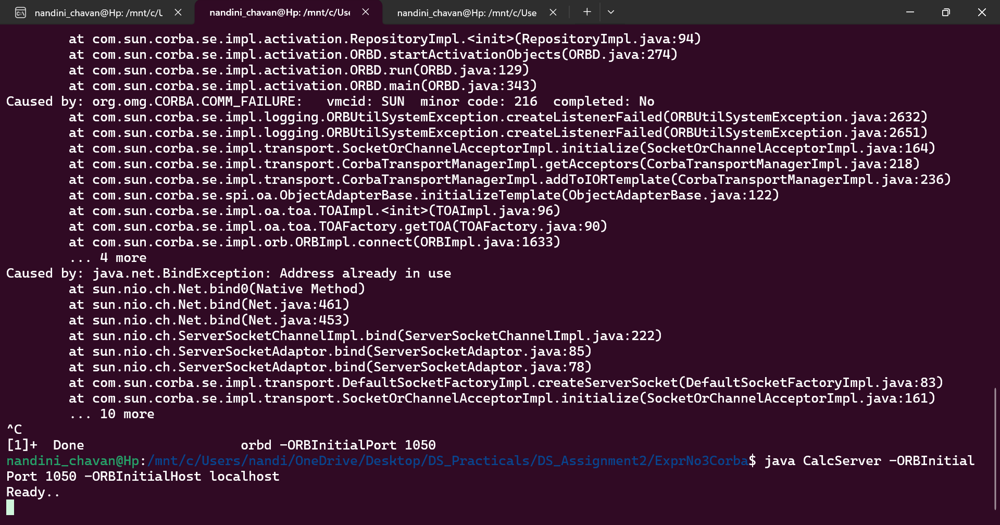 nandini_chavan@Hp: /mnt/c/U
nandini_chavan@Hp: /mnt/c/Use
nandini_chavan@Hp: /mnt/c/Use
at com.sun.corba.se.impl.activation.RepositoryImpl.<init>(RepositoryImpl.java:94)
at com.sun.corba.se.impl.activation.ORBD.startActivationObjects(ORBD.java:274)
at com.sun.corba.se.impl.activation.ORBD.run(ORBD.java:129)
at com.sun.corba.se.impl.activation.ORBD.main(ORBD.java:343)
Caused by: org.omg.CORBA.COMM_FAILURE:   vmcid: SUN  minor code: 216  completed: No
at com.sun.corba.se.impl.logging.ORBUtilSystemException.createListenerFailed(ORBUtilSystemException.java:2632)
at com.sun.corba.se.impl.logging.ORBUtilSystemException.createListenerFailed(ORBUtilSystemException.java:2651)
at com.sun.corba.se.impl.transport.SocketOrChannelAcceptorImpl.initialize(SocketOrChannelAcceptorImpl.java:164)
at com.sun.corba.se.impl.transport.CorbaTransportManagerImpl.getAcceptors(CorbaTransportManagerImpl.java:218)
at com.sun.corba.se.impl.transport.CorbaTransportManagerImpl.addToIORTemplate(CorbaTransportManagerImpl.java:236)
at com.sun.corba.se.spi.oa.ObjectAdapterBase.initializeTemplate(ObjectAdapterBase.java:122)
at com.sun.corba.se.impl.oa.toa.TOAImpl.<init>(TOAImpl.java:96)
at com.sun.corba.se.impl.oa.toa.TOAFactory.getTOA(TOAFactory.java:90)
at com.sun.corba.se.impl.orb.ORBImpl.connect(ORBImpl.java:1633)
... 4 more
Caused by: java.net.BindException: Address already in use
at sun.nio.ch.Net.bind0(Native Method)
at sun.nio.ch.Net.bind(Net.java:461)
at sun.nio.ch.Net.bind(Net.java:453)
at sun.nio.ch.ServerSocketChannelImpl.bind(ServerSocketChannelImpl.java:222)
at sun.nio.ch.ServerSocketAdaptor.bind(ServerSocketAdaptor.java:85)
at sun.nio.ch.ServerSocketAdaptor.bind(ServerSocketAdaptor.java:78)
at com.sun.corba.se.impl.transport.DefaultSocketFactoryImpl.createServerSocket(DefaultSocketFactoryImpl.java:83)
at com.sun.corba.se.impl.transport.SocketOrChannelAcceptorImpl.initialize(SocketOrChannelAcceptorImpl.java:161)
... 10 more
^C
[1]+  Done                    orbd -ORBInitialPort 1050
nandini_chavan@Hp:/mnt/c/Users/nandi/OneDrive/Desktop/DS_Practicals/DS_Assignment2/ExprNo3Corba$ java CalcServer -ORBInitial
Port 1050 -ORBInitialHost localhost
Ready..